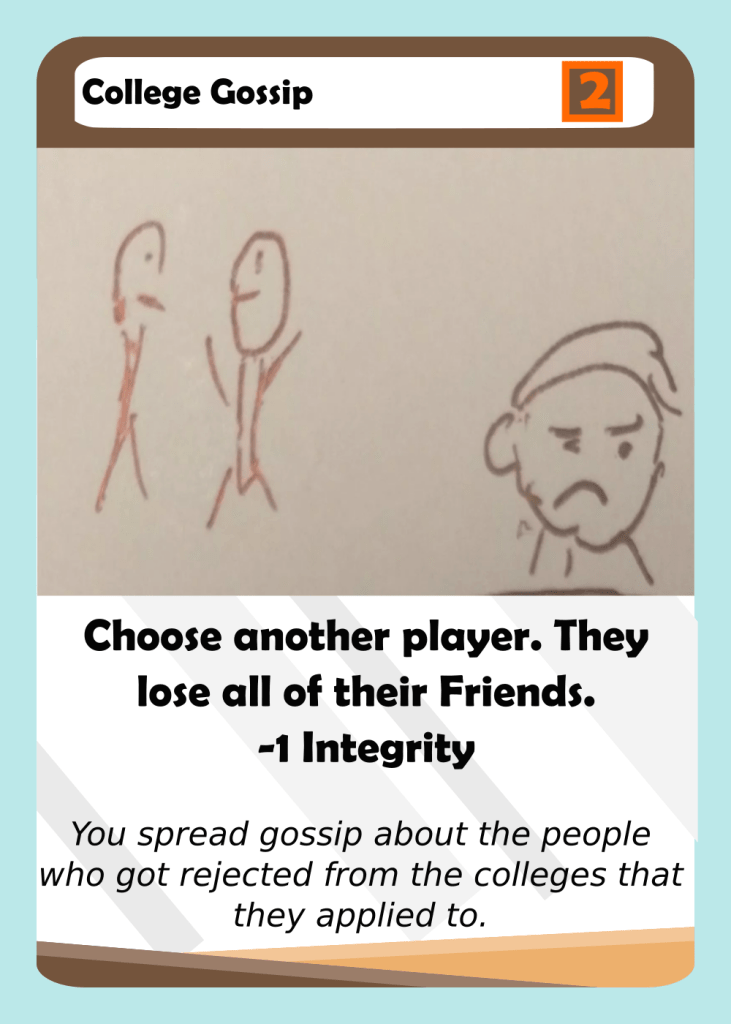 College Gossip 2
Choose another player. They
lose all of their Friends.
-1 Integrity
You spread gossip about the people
who got rejected from the colleges that
they applied to.